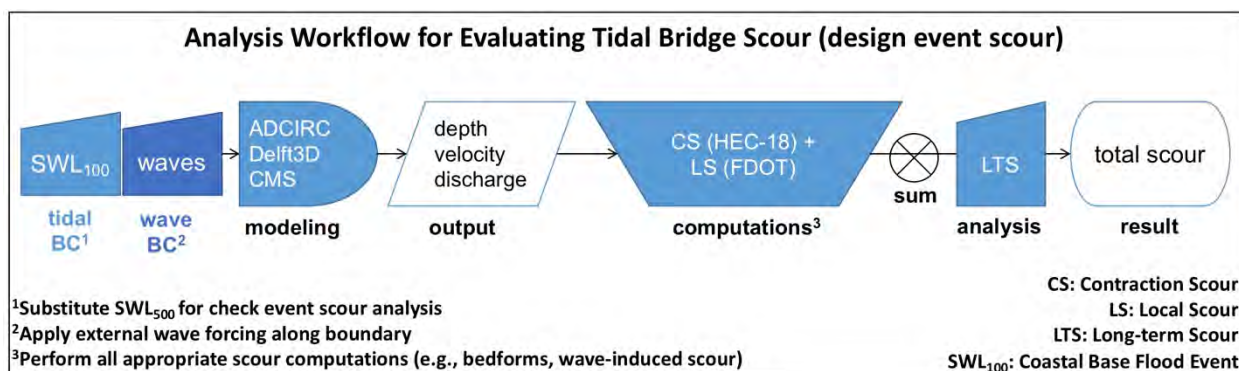 Analysis Workflow for Evaluating Tidal Bridge Scour (design event scour)
SWL₁₀₀
waves
ADCIRC
Delft3D
CMS
depth
velocity
discharge
CS (HEC-18) +
LS (FDOT)
sum
LTS
total scour
tidal
BC¹
wave
BC²
modeling
output
computations³
analysis
result
¹Substitute SWL₅₀₀ for check event scour analysis
²Apply external wave forcing along boundary
³Perform all appropriate scour computations (e.g., bedforms, wave-induced scour)
CS: Contraction Scour
LS: Local Scour
LTS: Long-term Scour
SWL₁₀₀: Coastal Base Flood Event